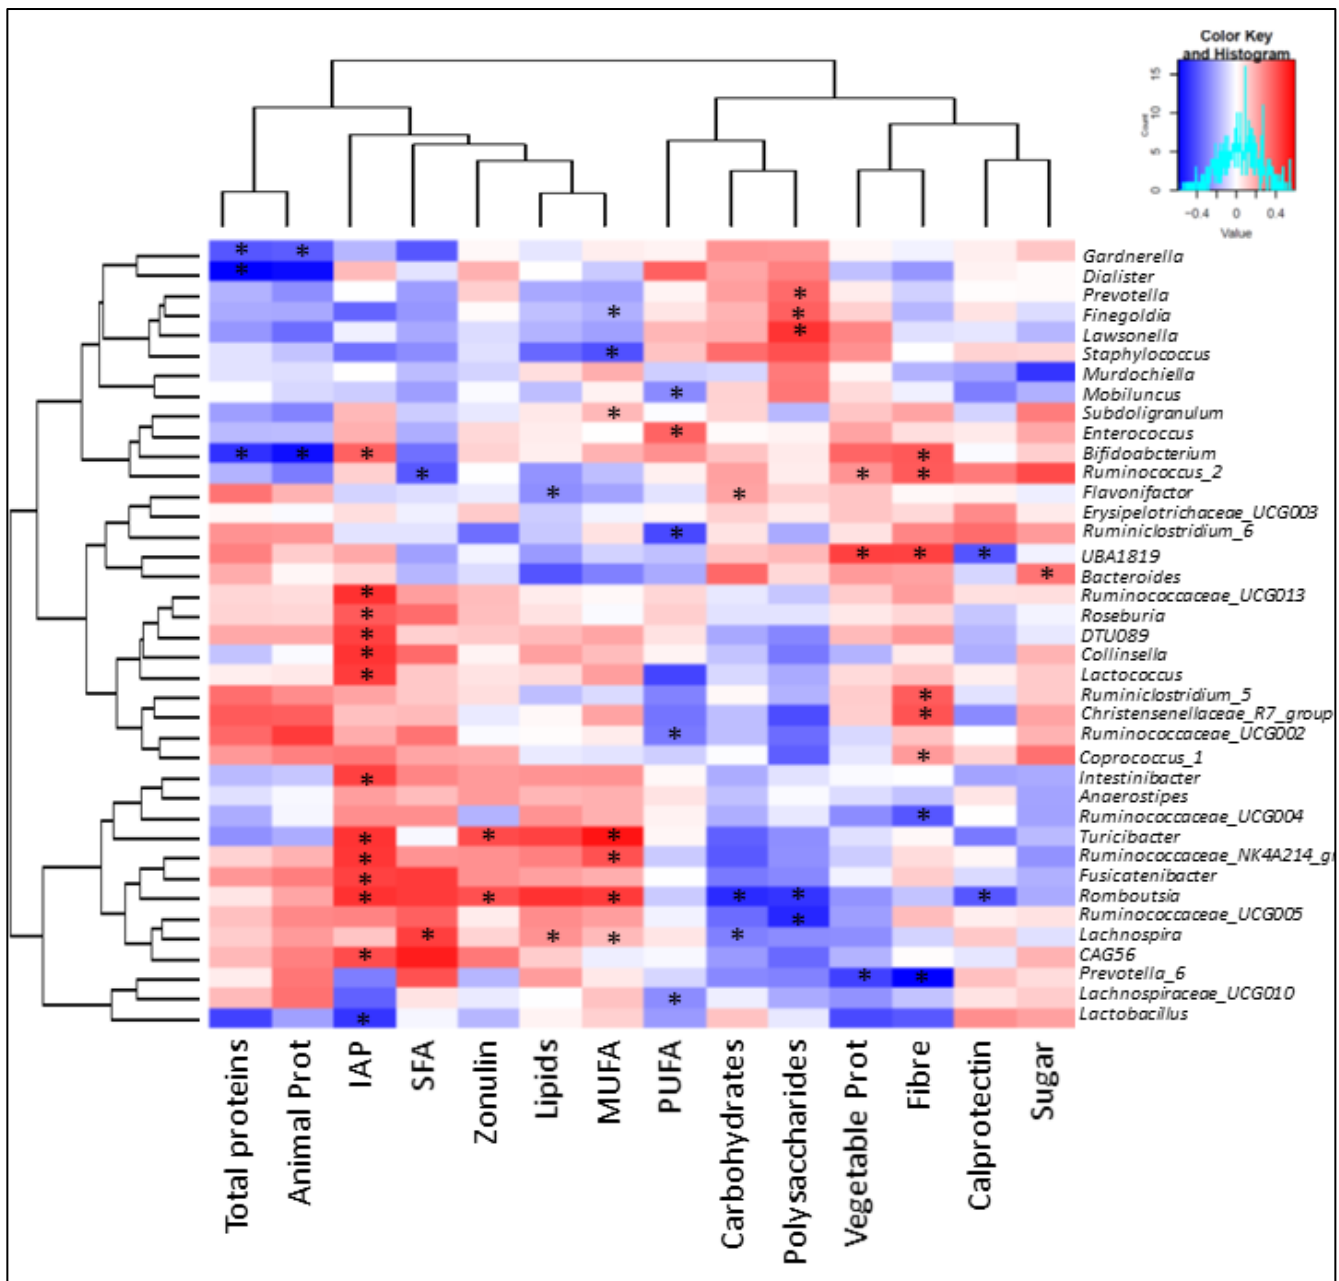 Color Key
and Histogram
Count
0
5
10
15
−0.4
0
0.4
Value
Gardnerella
Dialister
Prevotella
Finegoldia
Lawsonella
Staphylococcus
Murdochiella
Mobiluncus
Subdoligranulum
Enterococcus
Bifidoabcterium
Ruminococcus_2
Flavonifactor
Erysipelotrichaceae_UCG003
Ruminiclostridium_6
UBA1819
Bacteroides
Ruminococcaceae_UCG013
Roseburia
DTU089
Collinsella
Lactococcus
Ruminiclostridium_5
Christensenellaceae_R7_group
Ruminococcaceae_UCG002
Coprococcus_1
Intestinibacter
Anaerostipes
Ruminococcaceae_UCG004
Turicibacter
Ruminococcaceae_NK4A214_gr
Fusicatenibacter
Romboutsia
Ruminococcaceae_UCG005
Lachnospira
CAG56
Prevotella_6
Lachnospiraceae_UCG010
Lactobacillus
Total proteins
Animal Prot
IAP
SFA
Zonulin
Lipids
MUFA
PUFA
Carbohydrates
Polysaccharides
Vegetable Prot
Fibre
Calprotectin
Sugar